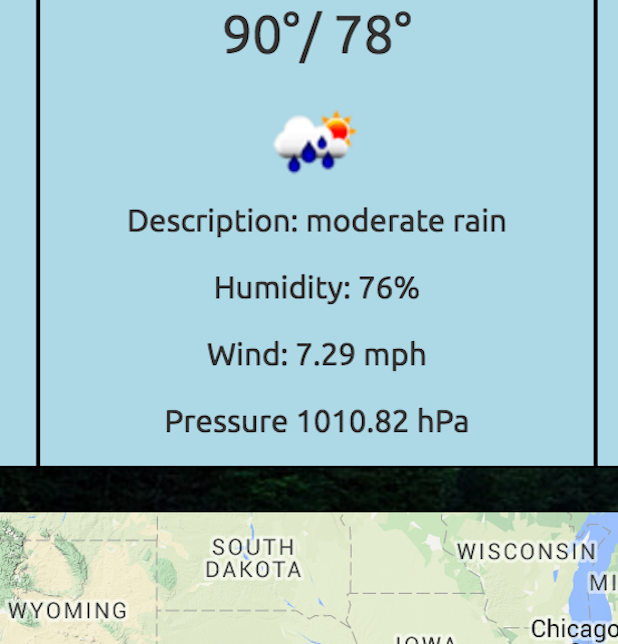 90°/ 78°
Description: moderate rain
Humidity: 76%
Wind: 7.29 mph
Pressure 1010.82 hPa
SOUTH
DAKOTA
WISCONSIN
MI
WYOMING
Chicago
IOWA